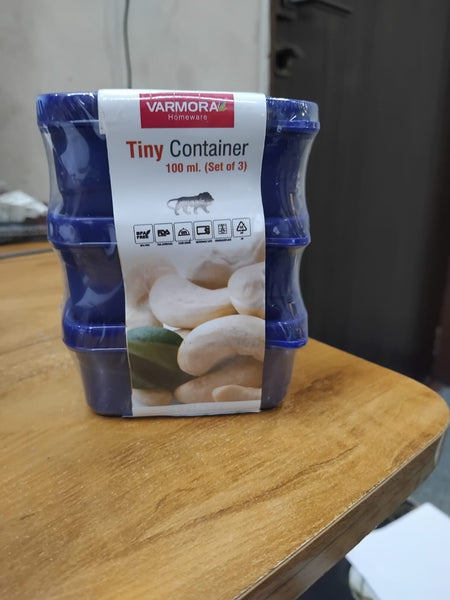 VARMORA
Homeware
Tiny Container
100 ml. (Set of 3)